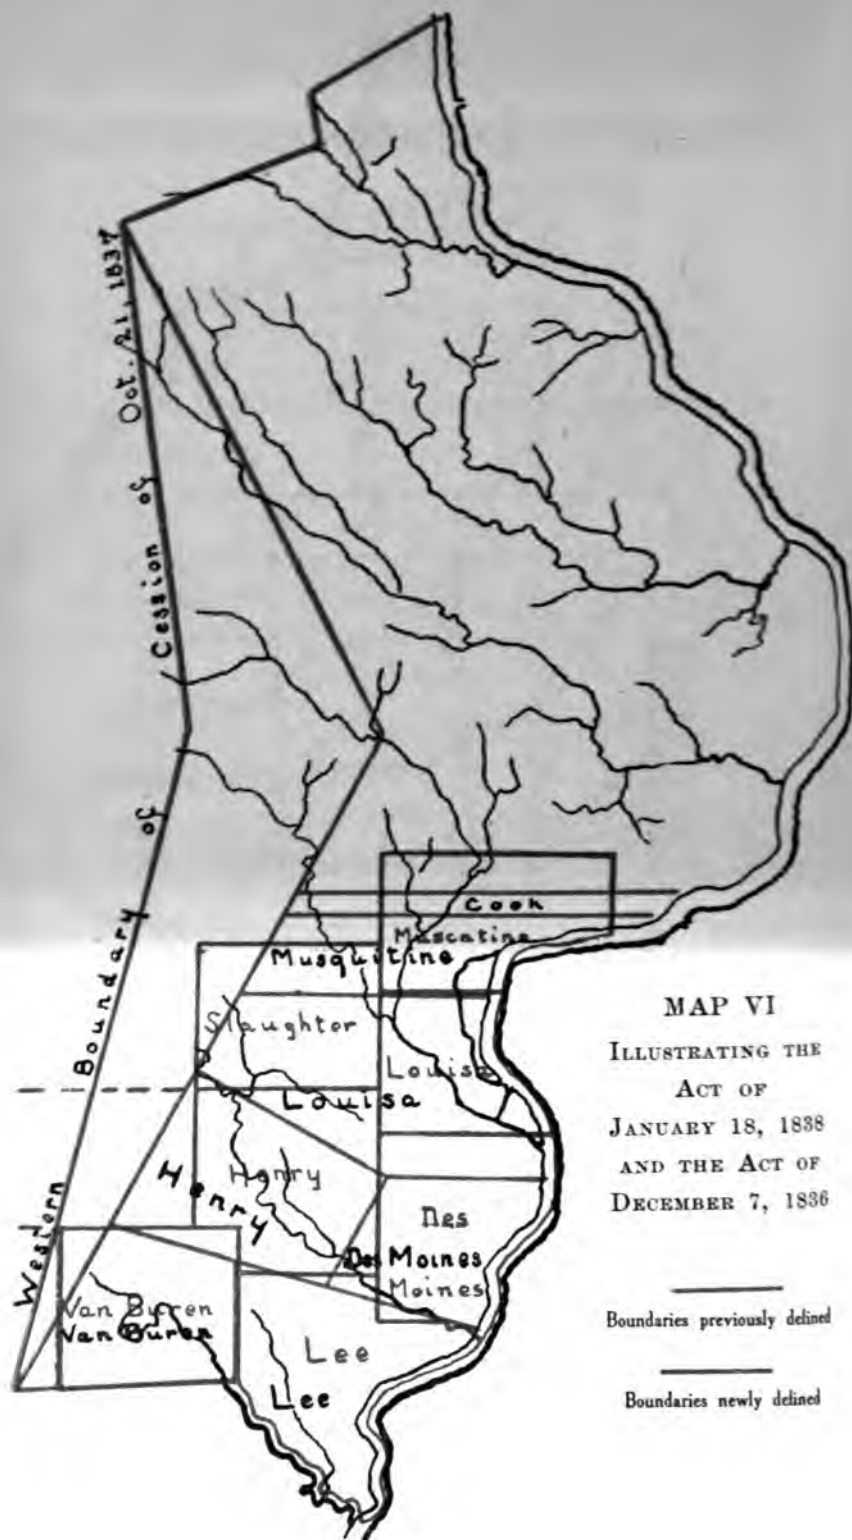 Western Boundary of Cession of Oct. 21, 1837
Cook
Muscatine
Musquitine
Slaughter
Louisa
Louisa
Henry
Henry
Des
Des Moines
Moines
Van Buren
Van Buren
Lee
Lee
MAP VI
ILLUSTRATING THE
ACT OF
JANUARY 18, 1838
AND THE ACT OF
DECEMBER 7, 1836
Boundaries previously defined
Boundaries newly defined